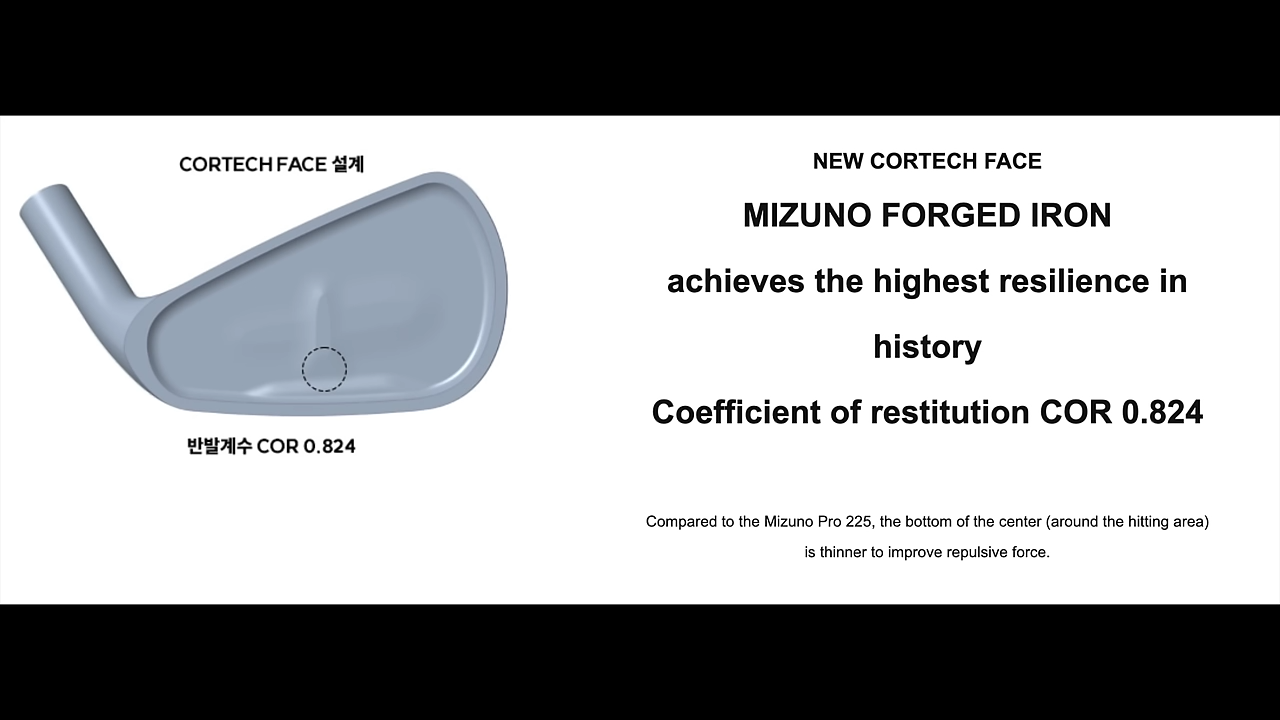 CORTECH FACE 설계
반발계수 COR 0.824
NEW CORTECH FACE
MIZUNO FORGED IRON
achieves the highest resilience in
history
Coefficient of restitution COR 0.824
Compared to the Mizuno Pro 225, the bottom of the center (around the hitting area)
is thinner to improve repulsive force.